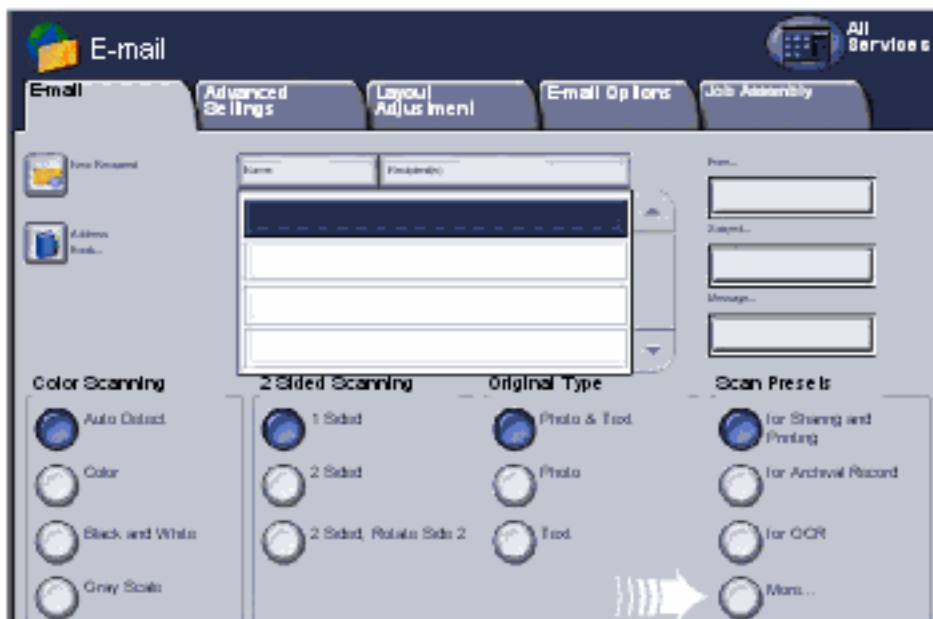 E-mail
All
Services
E-mail
Advanced
Settings
Layout
Adjustment
E-mail Options
Job Assembly
New Recipient
Name
Recipient(s)
From...
Address
Book...
Subject...
Message...
Color Scanning
2 Sided Scanning
Original Type
Scan Presets
Auto Detect
1 Sided
Photo & Text
for Sharing and
Printing
Color
2 Sided
Photo
for Archival Record
Black and White
2 Sided, Rotate Side 2
Text
for OCR
Gray Scale
More...